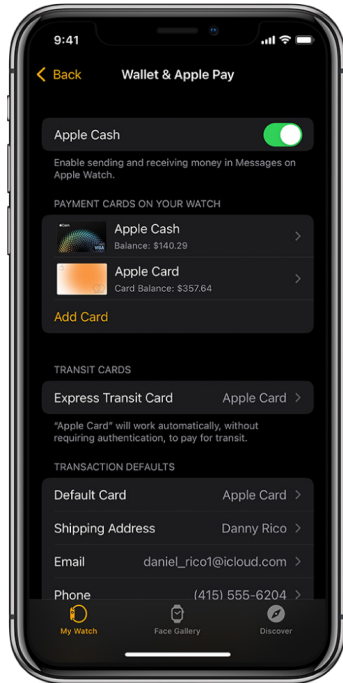 9:41
Back
Wallet & Apple Pay
Apple Cash
Enable sending and receiving money in Messages on
Apple Watch.
PAYMENT CARDS ON YOUR WATCH
Apple Cash
Balance: $140.29
Apple Card
Card Balance: $357.64
Add Card
TRANSIT CARDS
Express Transit Card Apple Card
“Apple Card” will work automatically, without
requiring authentication, to pay for transit.
TRANSACTION DEFAULTS
Default Card Apple Card
Shipping Address Danny Rico
Email daniel_rico1@icloud.com
Phone (415) 555-6204
My Watch Face Gallery Discover